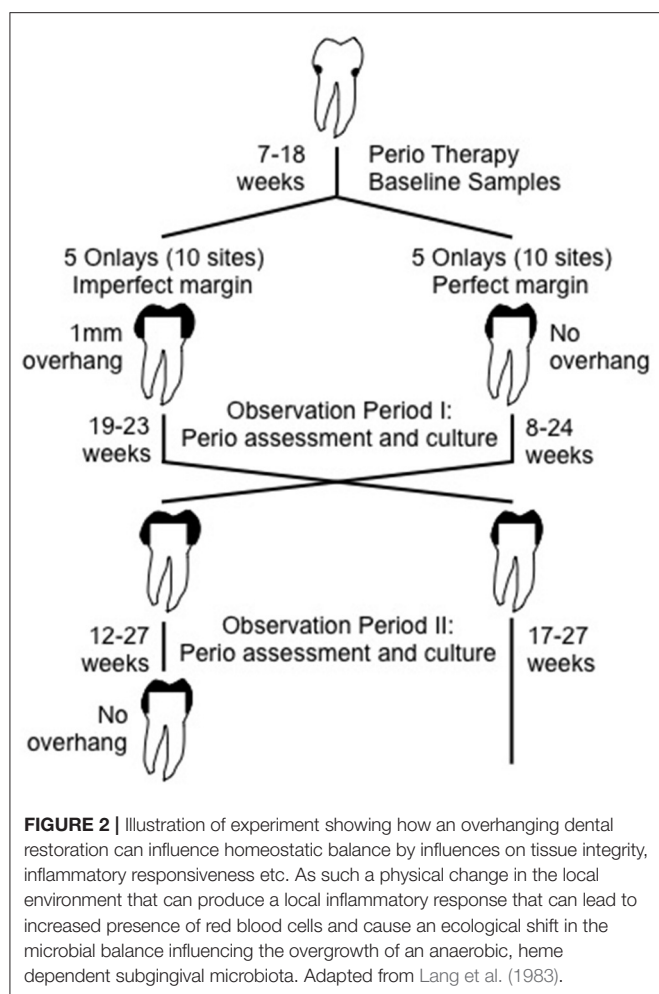 7-18
weeks
Perio Therapy
Baseline Samples
5 Onlays (10 sites)
Imperfect margin
5 Onlays (10 sites)
Perfect margin
1mm
overhang
No
overhang
19-23
weeks
Observation Period I:
Perio assessment and culture
8-24
weeks
12-27
weeks
Observation Period II:
Perio assessment and culture
17-27
weeks
No
overhang
FIGURE 2 | Illustration of experiment showing how an overhanging dental
restoration can influence homeostatic balance by influences on tissue integrity,
inflammatory responsiveness etc. As such a physical change in the local
environment that can produce a local inflammatory response that can lead to
increased presence of red blood cells and cause an ecological shift in the
microbial balance influencing the overgrowth of an anaerobic, heme
dependent subgingival microbiota. Adapted from Lang et al. (1983).